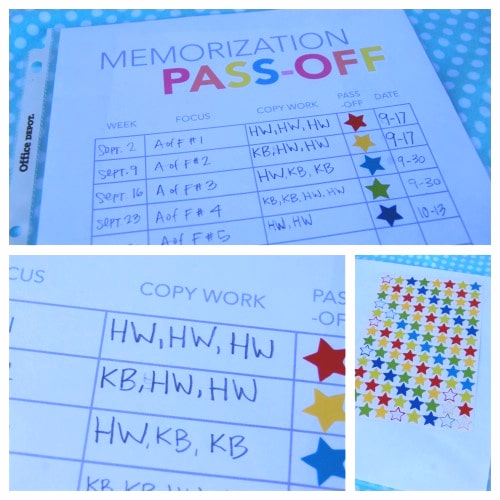 Office DEPOT.
MEMORIZATION
PASS-OFF
WEEK FOCUS COPY WORK PASS -OFF DATE
SEPT. 2 A of F #1 HW, HW, HW 9-17
SEPT. 9 A of F #2 KB, HW, HW 9-17
SEPT 16 A of F #3 HW, KB, KB 9-30
SEPT. 23 A of F #4 KB, KB, HW, HW 9-30
A of F #5 HW, HW 10-13
CUS COPY WORK PAS -OF
HW, HW, HW
KB, HW, HW
HW, KB, KB